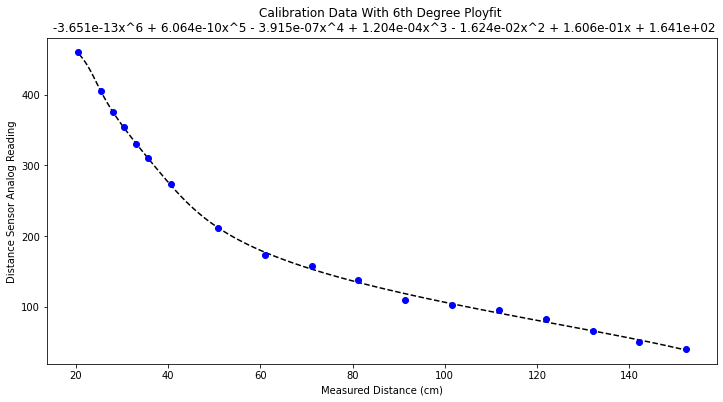 Calibration Data With 6th Degree Ployfit
-3.651e-13x^6 + 6.064e-10x^5 - 3.915e-07x^4 + 1.204e-04x^3 - 1.624e-02x^2 + 1.606e-01x + 1.641e+02
400
300
200
100
Distance Sensor Analog Reading
20 40 60 80 100 120 140
Measured Distance (cm)